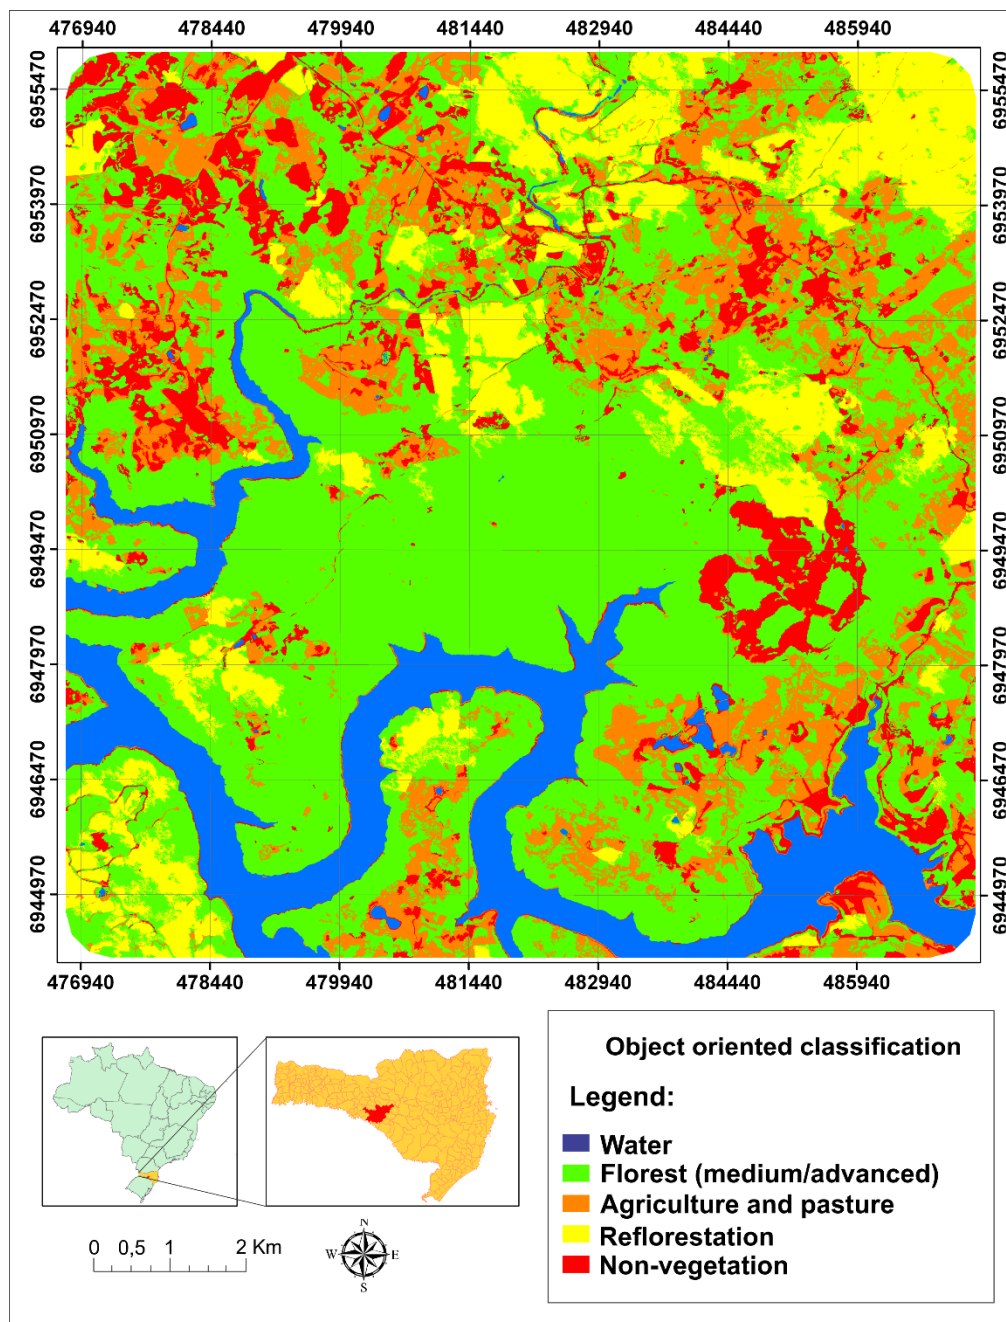 476940 478440 479940 481440 482940 484440 485940
6955470 6955470
6953970 6953970
6952470 6952470
6950970 6950970
6949470 6949470
6947970 6947970
6946470 6946470
6944970 6944970
476940 478440 479940 481440 482940 484440 485940
Object oriented classification
Legend:
Water
Florest (medium/advanced)
Agriculture and pasture
Reflorestation
Non-vegetation
0 0,5 1 2 Km
N
W E
S